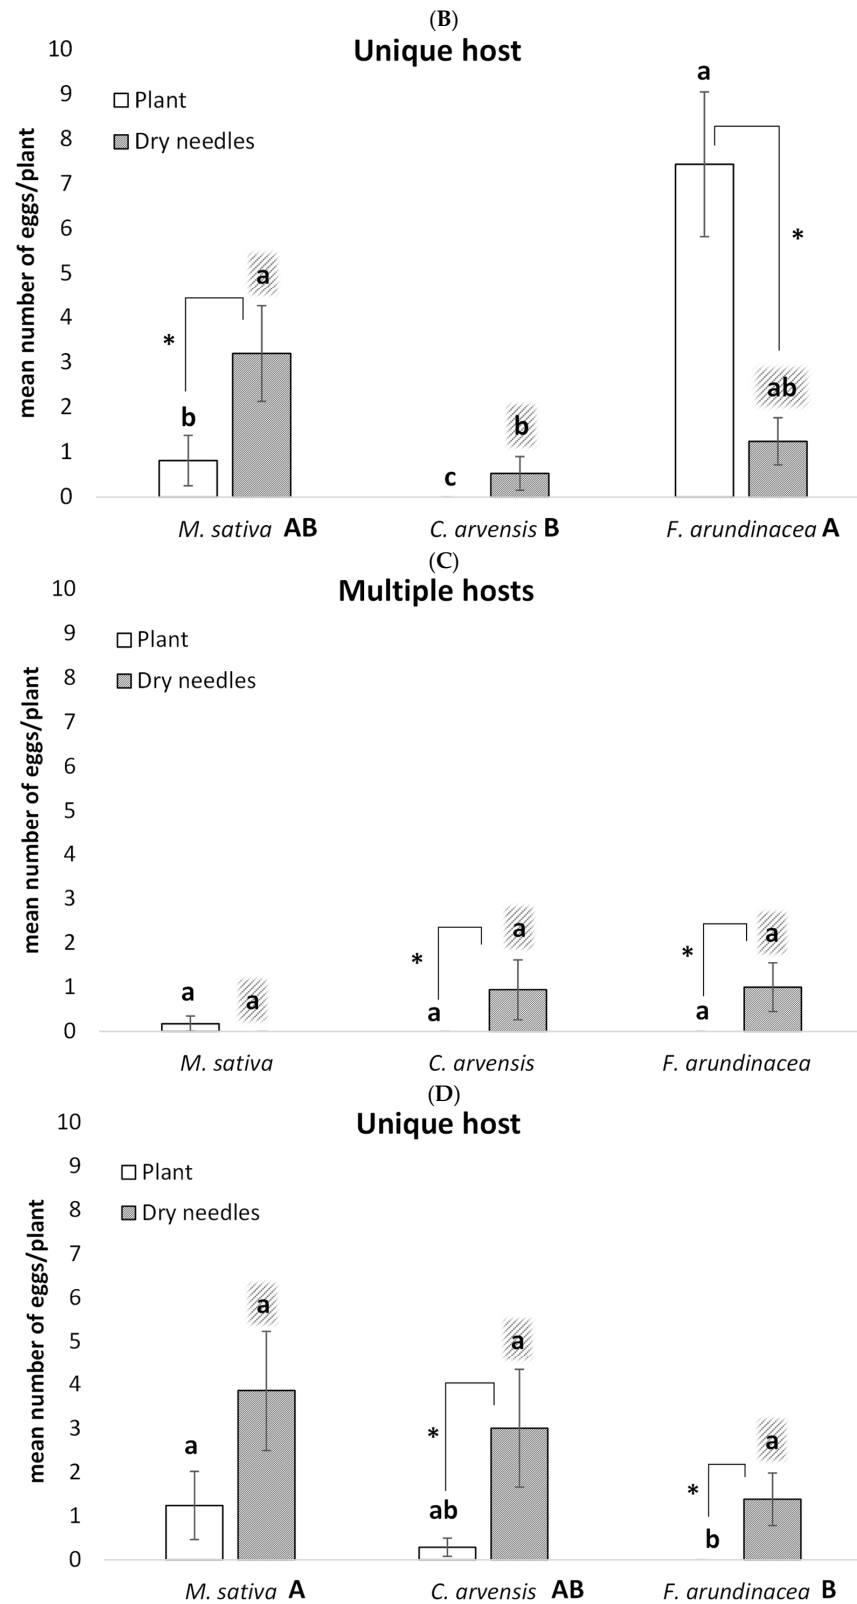 (B)
Unique host
mean number of eggs/plant
10
9
8
7
6
5
4
3
2
1
0
Plant
Dry needles
b
*
a
c
b
a
*
ab
M. sativa AB
C. arvensis B
F. arundinacea A
(C)
Multiple hosts
mean number of eggs/plant
10
9
8
7
6
5
4
3
2
1
0
Plant
Dry needles
a
a
a
*
a
a
*
a
M. sativa
C. arvensis
F. arundinacea
(D)
Unique host
mean number of eggs/plant
10
9
8
7
6
5
4
3
2
1
0
Plant
Dry needles
a
a
ab
*
a
b
*
a
M. sativa A
C. arvensis AB
F. arundinacea B